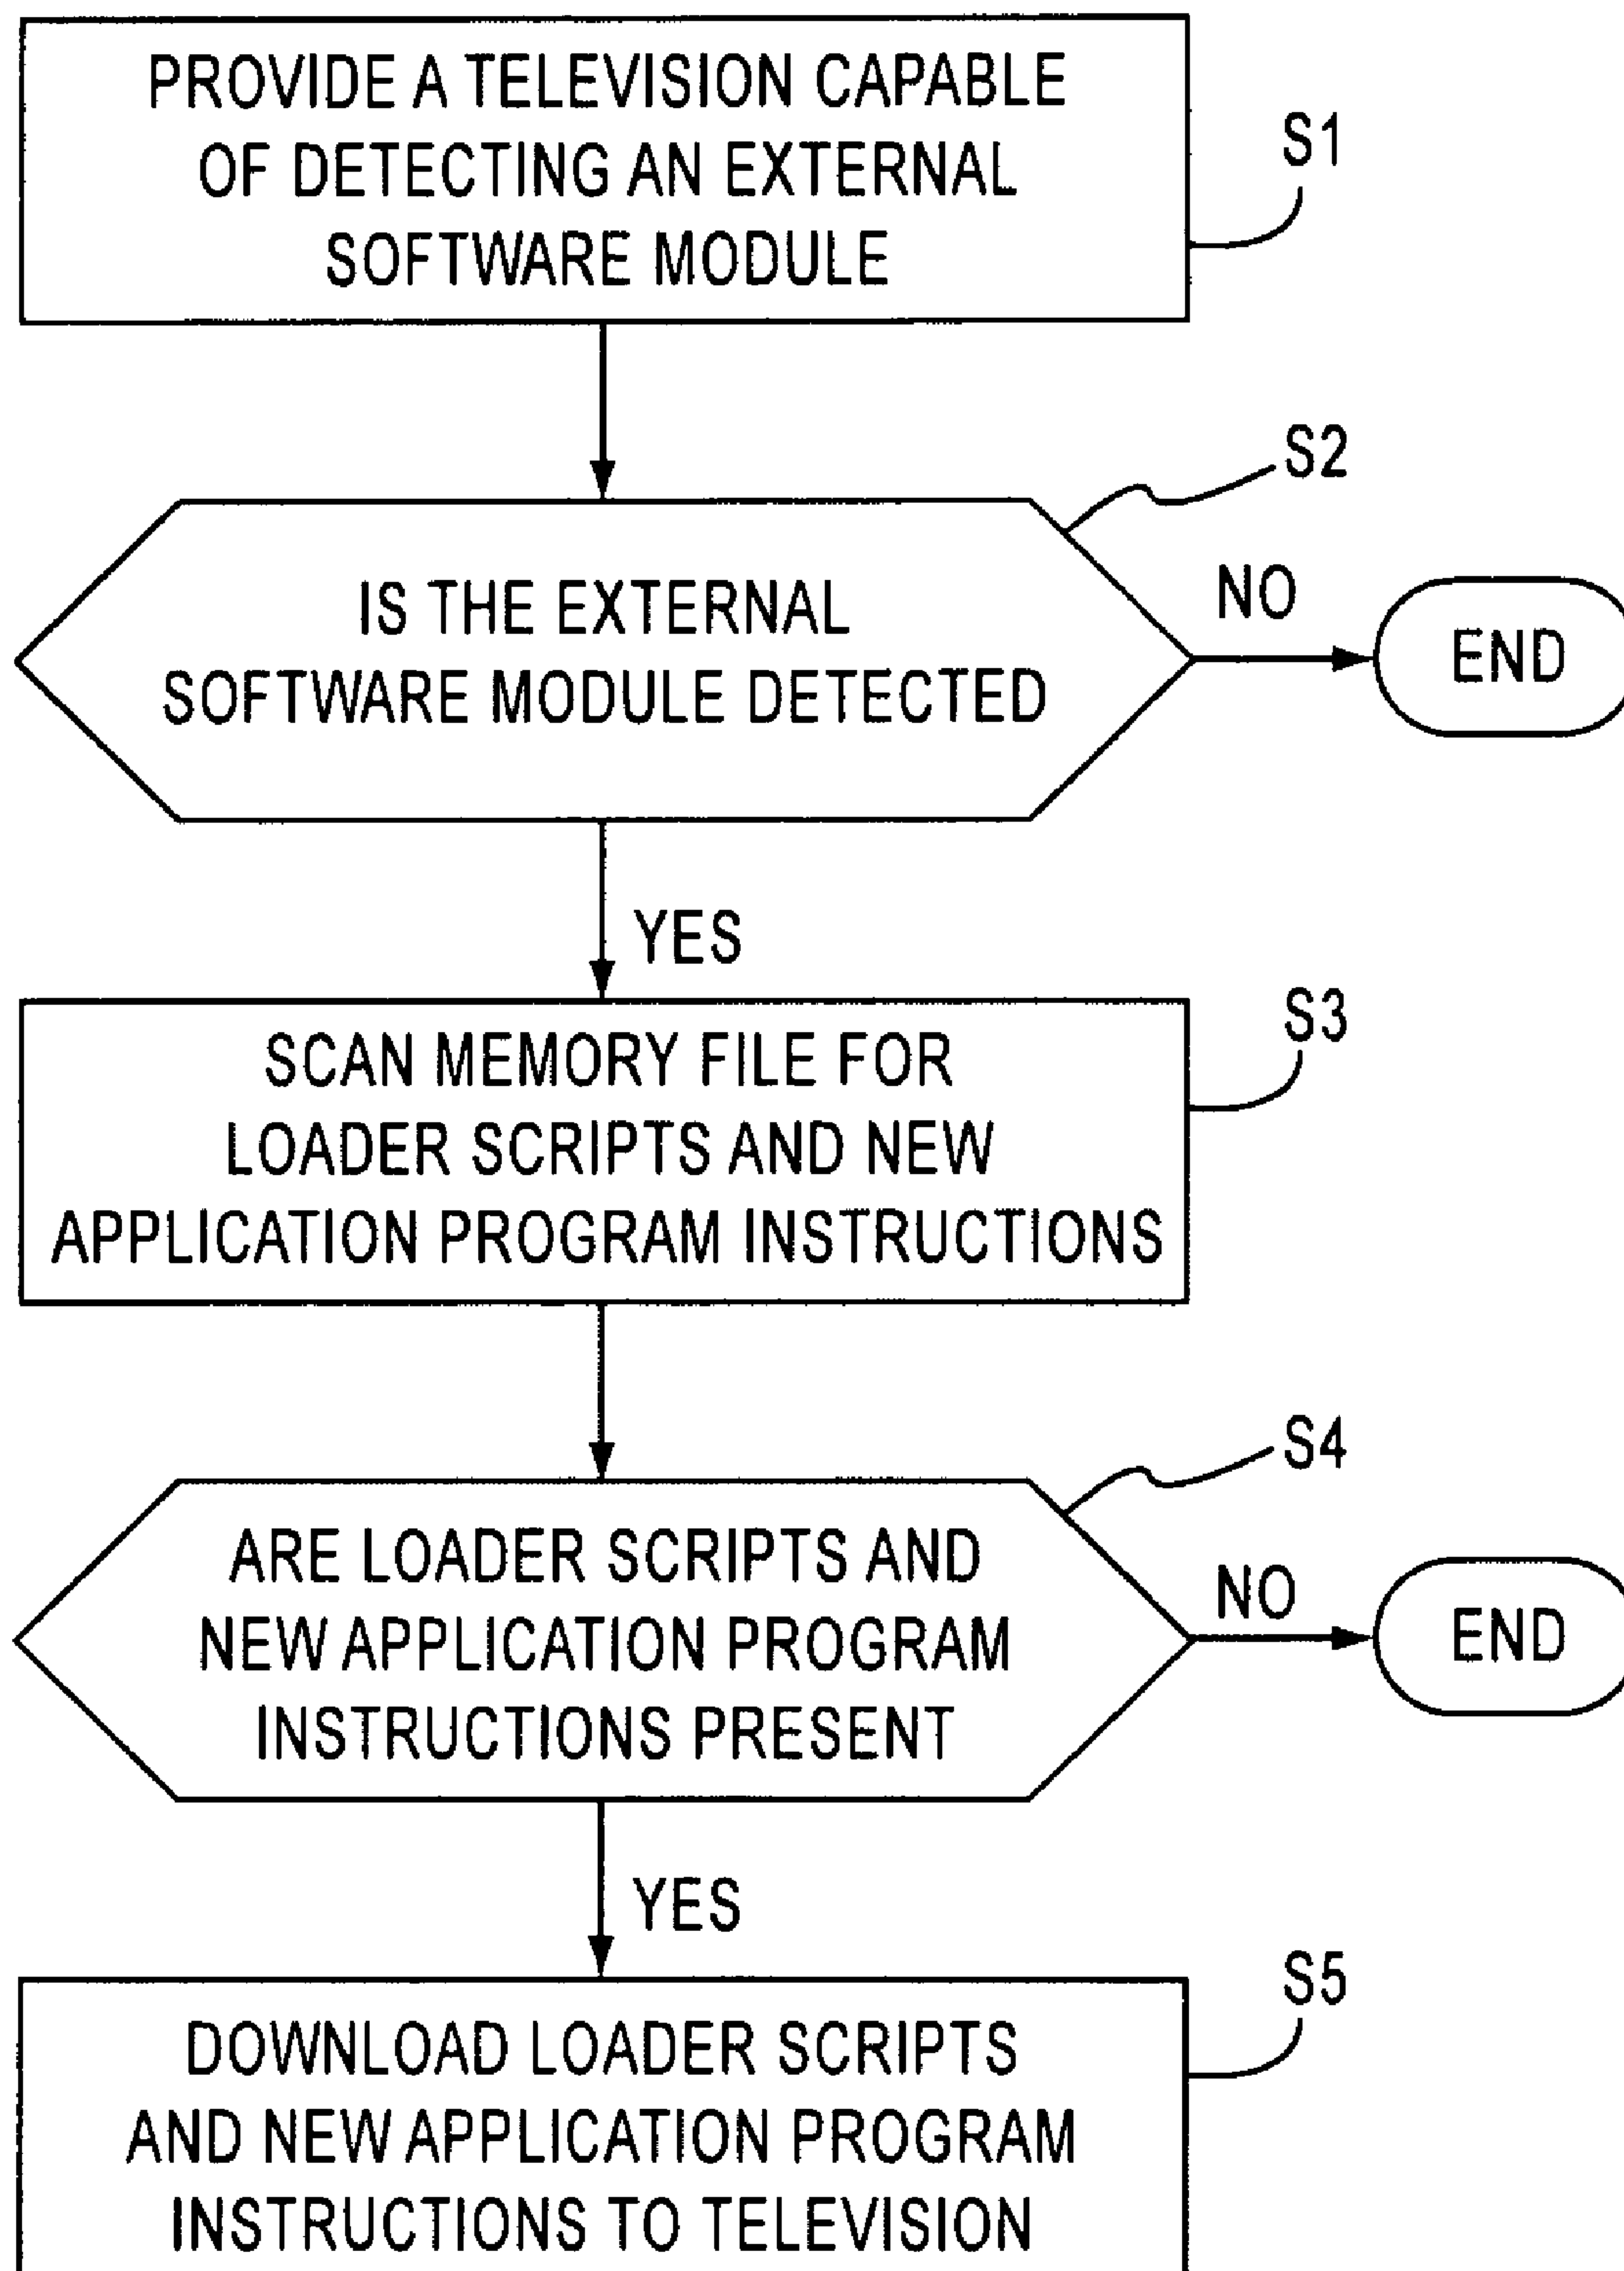 PROVIDE A TELEVISION CAPABLE
OF DETECTING AN EXTERNAL
SOFTWARE MODULE
S1
S2
IS THE EXTERNAL
SOFTWARE MODULE DETECTED
NO
END
YES
S3
SCAN MEMORY FILE FOR
LOADER SCRIPTS AND NEW
APPLICATION PROGRAM INSTRUCTIONS
S4
ARE LOADER SCRIPTS AND
NEW APPLICATION PROGRAM
INSTRUCTIONS PRESENT
NO
END
YES
S5
DOWNLOAD LOADER SCRIPTS
AND NEW APPLICATION PROGRAM
INSTRUCTIONS TO TELEVISION